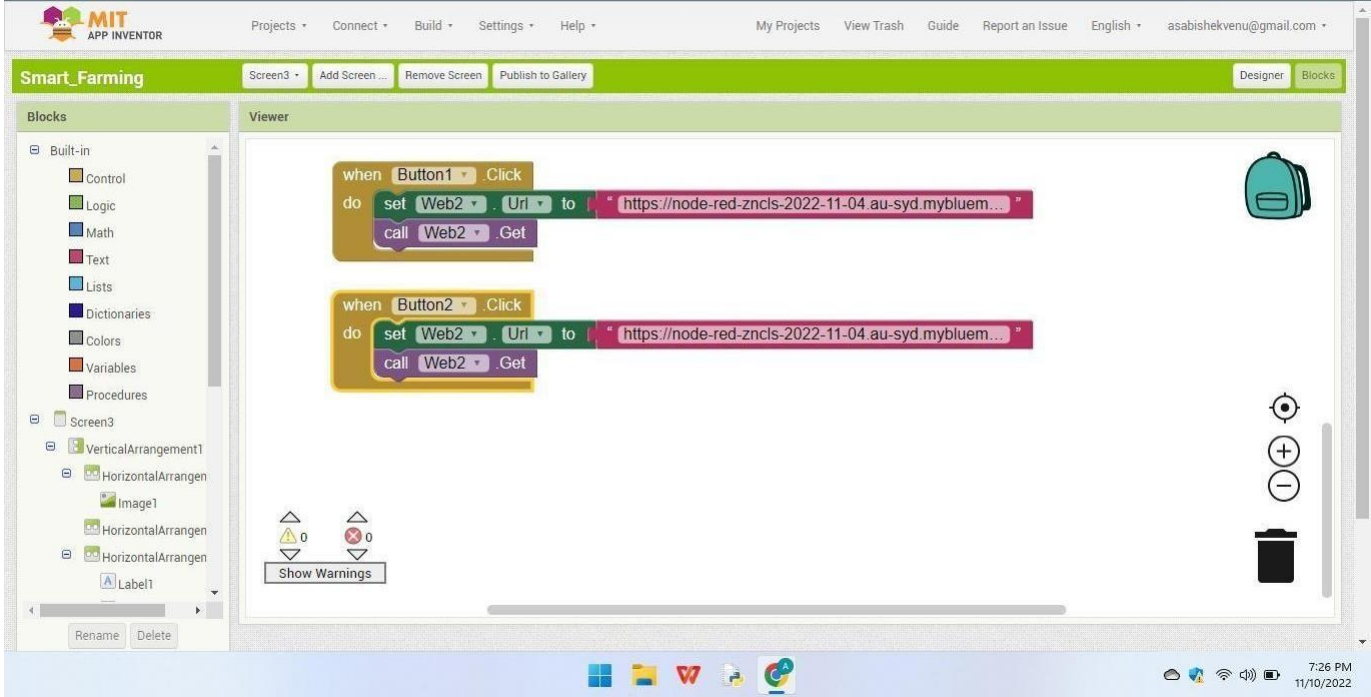 MIT
APP INVENTOR
Projects Connect Build Settings Help My Projects View Trash Guide Report an Issue English asabishekvenu@gmail.com
Smart_Farming Screen3 Add Screen ... Remove Screen Publish to Gallery Designer Blocks
Blocks Viewer
Built-in
Control
Logic
Math
Text
Lists
Dictionaries
Colors
Variables
Procedures
Screen3
VerticalArrangement1
HorizontalArrangen
Image1
HorizontalArrangen
HorizontalArrangen
A Label1
Rename Delete
when Button1 .Click
do set Web2 . Url to " https://node-red-zncls-2022-11-04.au-syd.mybluem... "
call Web2 .Get
when Button2 .Click
do set Web2 . Url to " https://node-red-zncls-2022-11-04.au-syd.mybluem... "
call Web2 .Get
0 0
Show Warnings
7:26 PM
11/10/2022